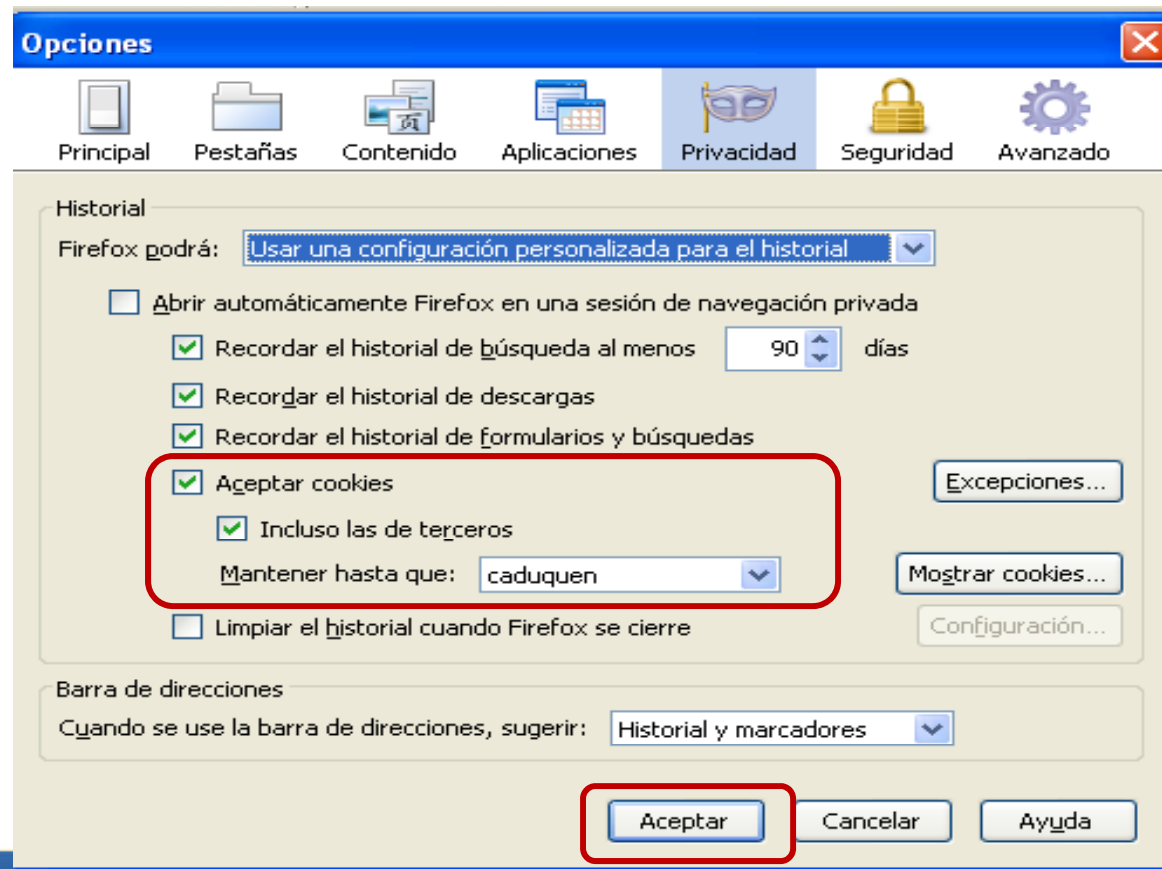 Opciones
Principal Pestañas Contenido Aplicaciones Privacidad Seguridad Avanzado
Historial
Firefox podrá: Usar una configuración personalizada para el historial
Abrir automáticamente Firefox en una sesión de navegación privada
Recordar el historial de búsqueda al menos 90 días
Recordar el historial de descargas
Recordar el historial de formularios y búsquedas
Aceptar cookies Excepciones...
Incluso las de terceros
Mantener hasta que: caduquen Mostrar cookies...
Limpiar el historial cuando Firefox se cierre Configuración...
Barra de direcciones
Cuando se use la barra de direcciones, sugerir: Historial y marcadores
Aceptar Cancelar Ayuda